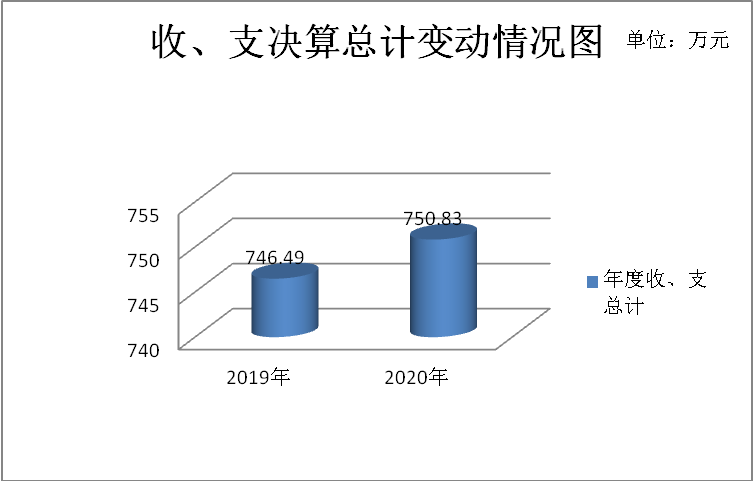 收、支决算总计变动情况图
单位：万元
755
750
745
740
746.49
750.83
2019年
2020年
年度收、支
总计